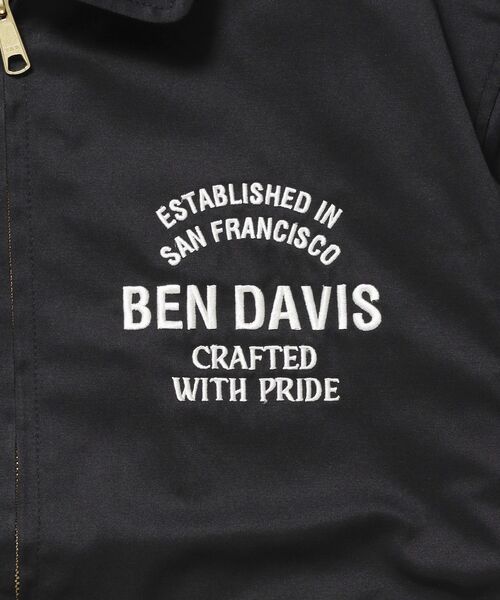 ESTABLISHED IN
SAN FRANCISCO
BEN DAVIS
CRAFTED
WITH PRIDE